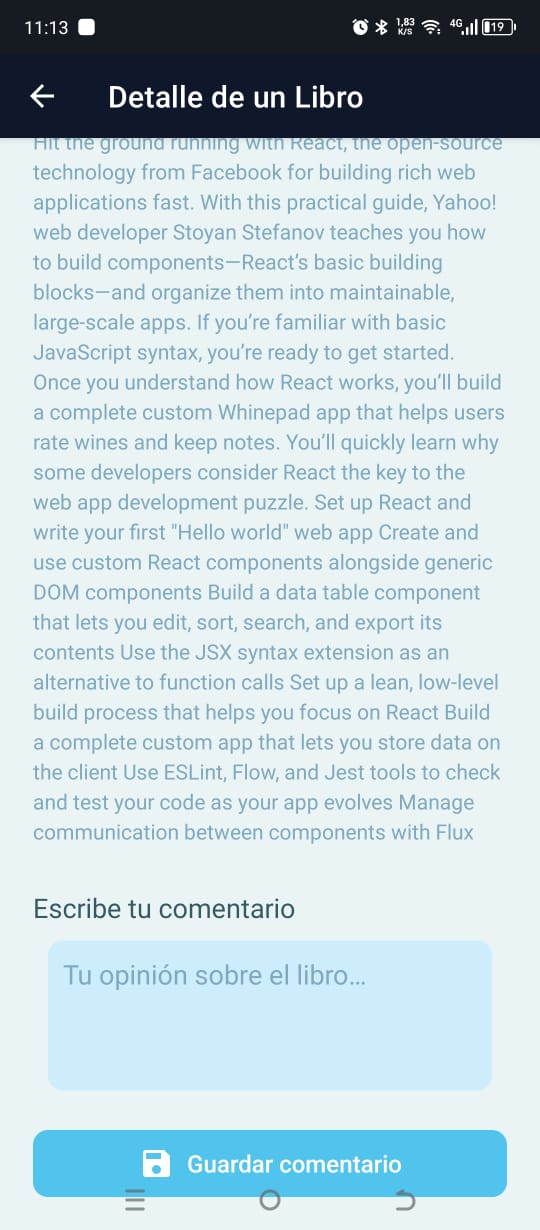 11:13
1,83
K/S
4G
19
Detalle de un Libro
Hit the ground running with React, the open-source
technology from Facebook for building rich web
applications fast. With this practical guide, Yahoo!
web developer Stoyan Stefanov teaches you how
to build components—React’s basic building
blocks—and organize them into maintainable,
large-scale apps. If you’re familiar with basic
JavaScript syntax, you’re ready to get started.
Once you understand how React works, you’ll build
a complete custom Whinepad app that helps users
rate wines and keep notes. You’ll quickly learn why
some developers consider React the key to the
web app development puzzle. Set up React and
write your first "Hello world" web app Create and
use custom React components alongside generic
DOM components Build a data table component
that lets you edit, sort, search, and export its
contents Use the JSX syntax extension as an
alternative to function calls Set up a lean, low-level
build process that helps you focus on React Build
a complete custom app that lets you store data on
the client Use ESLint, Flow, and Jest tools to check
and test your code as your app evolves Manage
communication between components with Flux
Escribe tu comentario
Tu opinión sobre el libro...
Guardar comentario